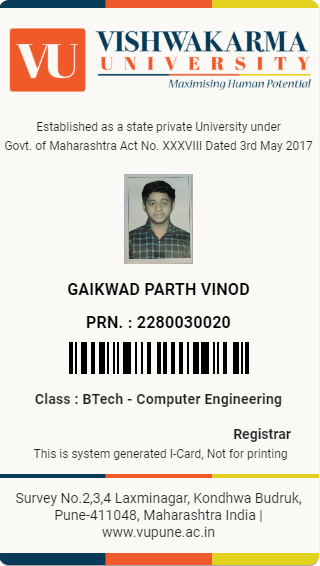 VU
VISHWAKARMA
UNIVERSITY
Maximising Human Potential
Established as a state private University under
Govt. of Maharashtra Act No. XXXVIII Dated 3rd May 2017
GAIKWAD PARTH VINOD
PRN. : 2280030020
Class : BTech - Computer Engineering
Registrar
This is system generated I-Card, Not for printing
Survey No.2,3,4 Laxminagar, Kondhwa Budruk,
Pune-411048, Maharashtra India |
www.vupune.ac.in